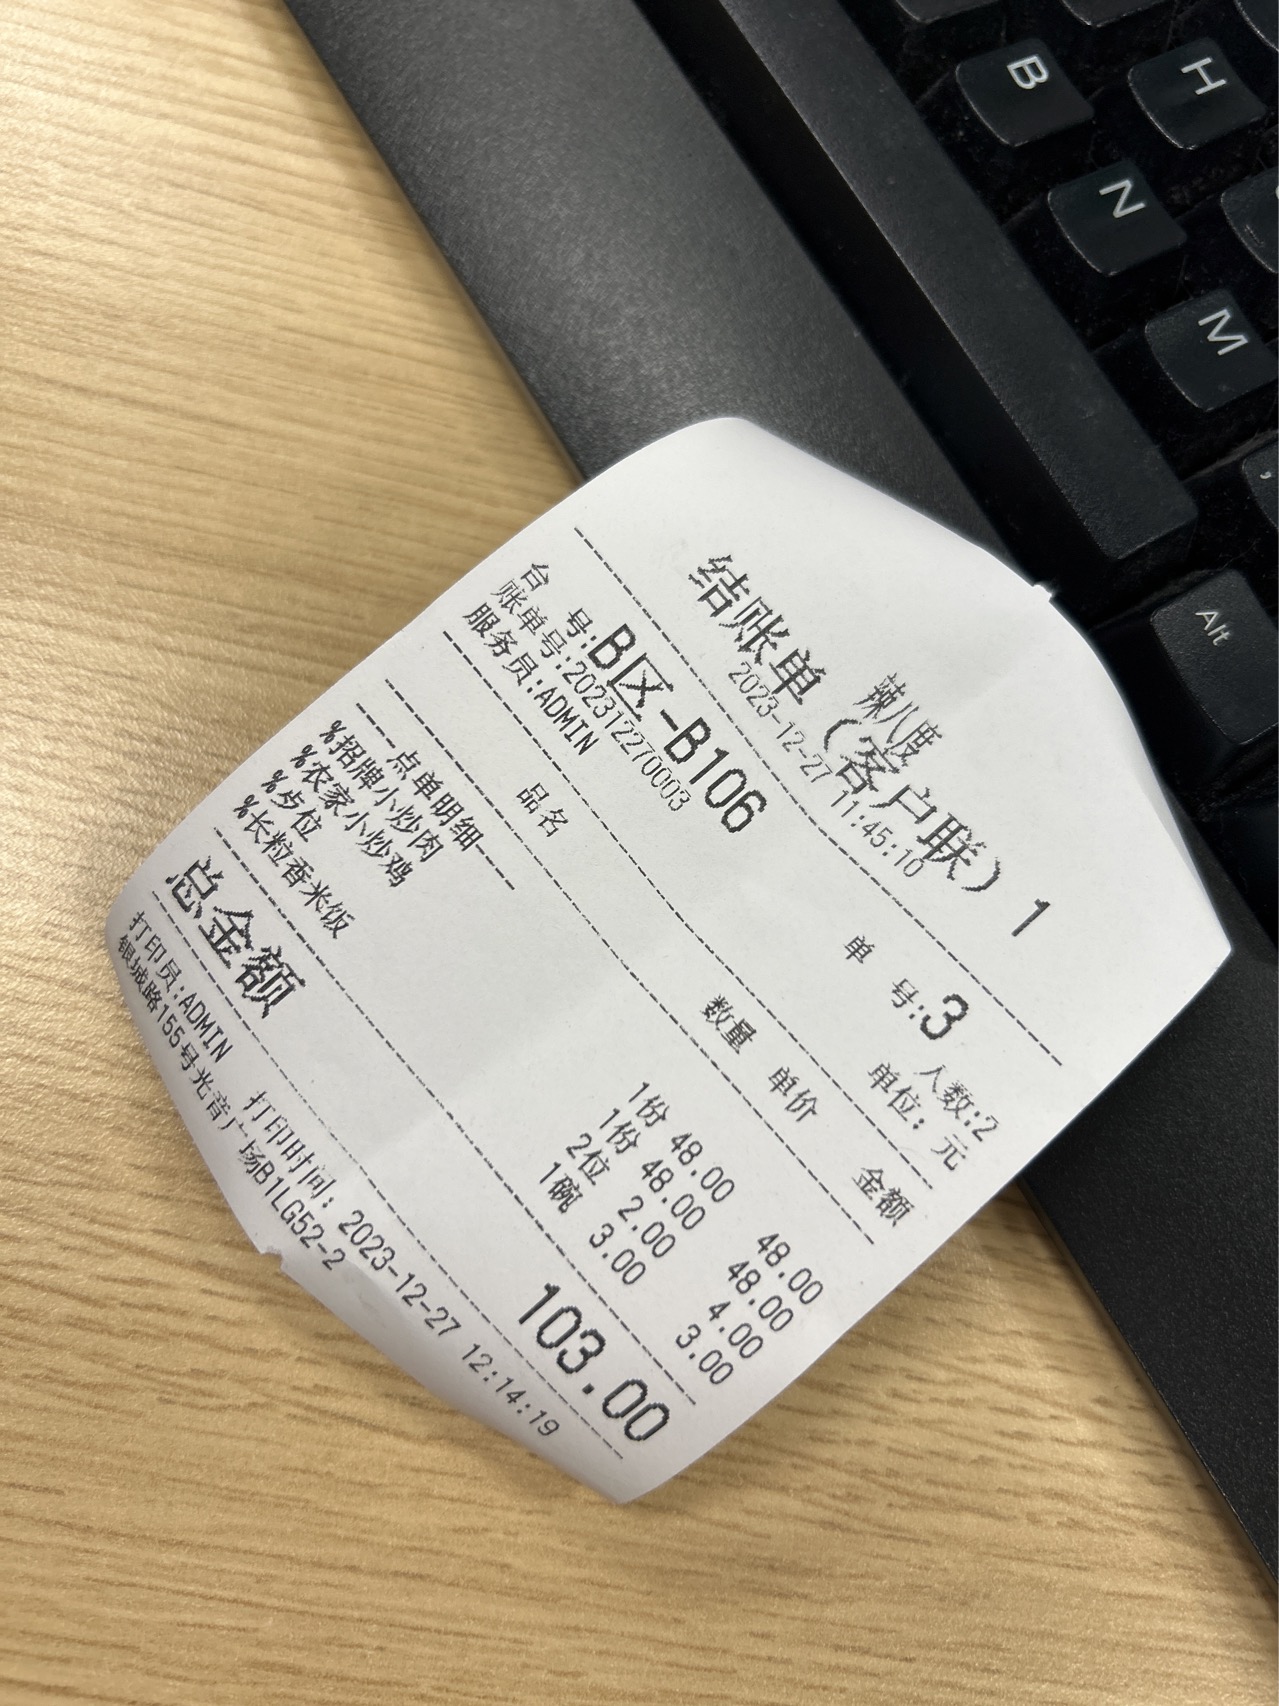 辣八度
结账单（客户联）1
2023-12-27 11:45:10
台 号:B区-B106 单 号:3
账单号:202312270003 人数:2
服务员:ADMIN 单位：元
品名 数量 单价 金额
----点单明细----
%招牌小炒肉 1份 48.00 48.00
%农家小炒鸡 1份 48.00 48.00
%歺位 2位 2.00 4.00
%长粒香米饭 1碗 3.00 3.00
总金额 103.00
打印员:ADMIN 打印时间：2023-12-27 12:14:19
银城路155号光音广场B1LG52-2
B
H
N
M
Alt